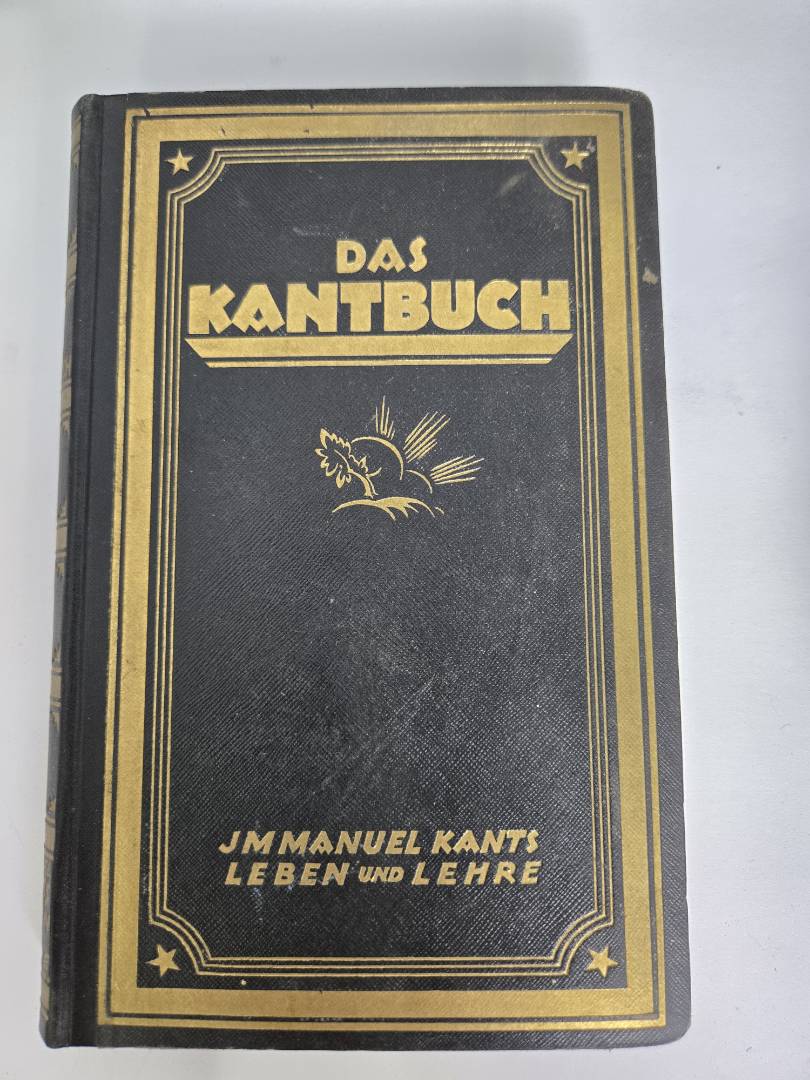 DAS
KANTBUCH
JMMANUEL KANTS
LEBEN UND LEHRE